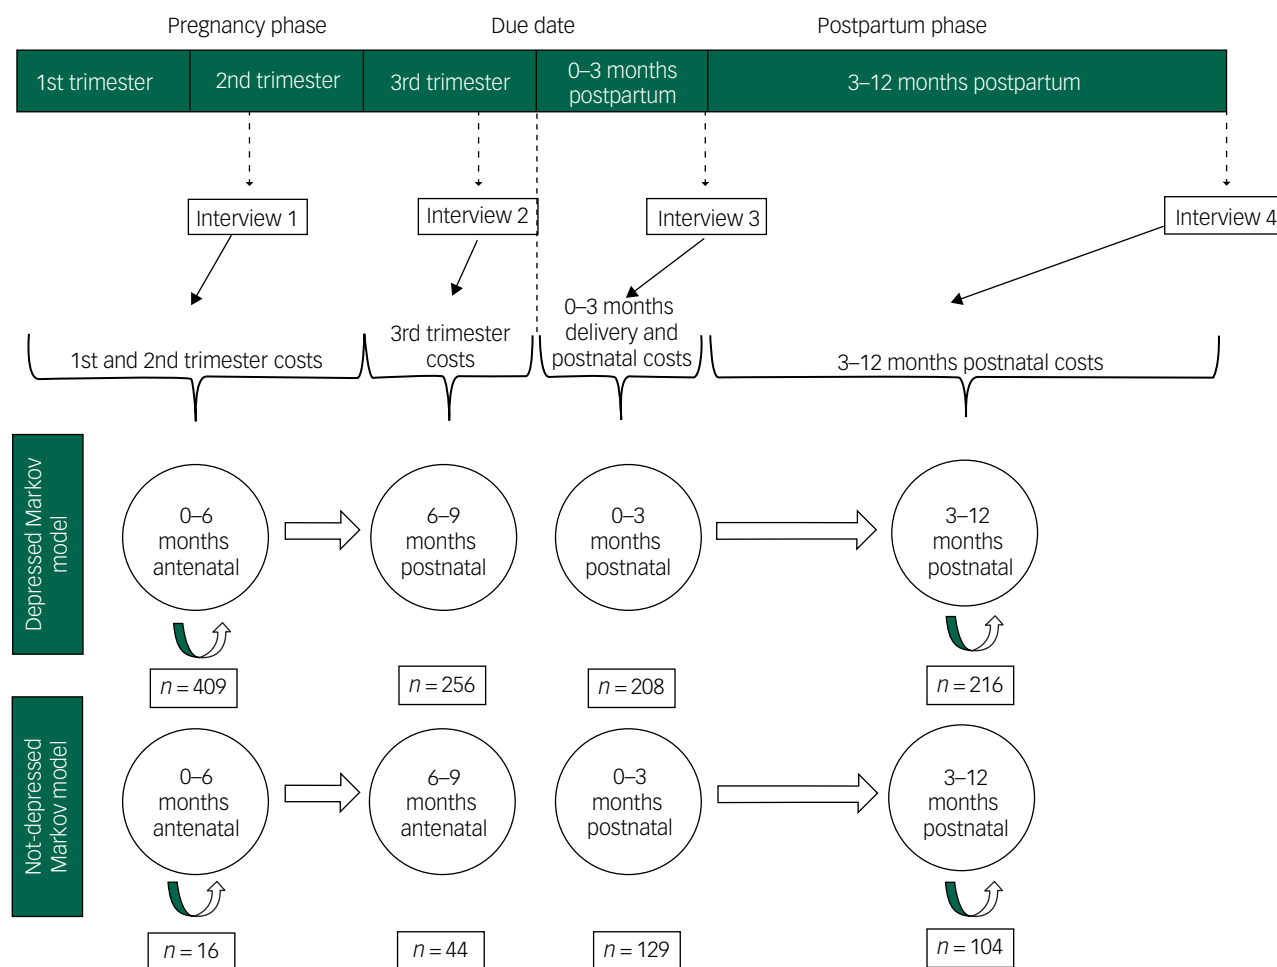 Pregnancy phase
Due date
Postpartum phase
1st trimester
2nd trimester
3rd trimester
0–3 months
postpartum
3–12 months postpartum
Interview 1
Interview 2
Interview 3
Interview 4
1st and 2nd trimester costs
3rd trimester
costs
0–3 months
delivery and
postnatal costs
3–12 months postnatal costs
Depressed Markov
model
0–6
months
antenatal
6–9
months
postnatal
0–3
months
postnatal
3–12
months
postnatal
n = 409
n = 256
n = 208
n = 216
Not-depressed
Markov model
0–6
months
antenatal
6–9
months
antenatal
0–3
months
postnatal
3–12
months
postnatal
n = 16
n = 44
n = 129
n = 104